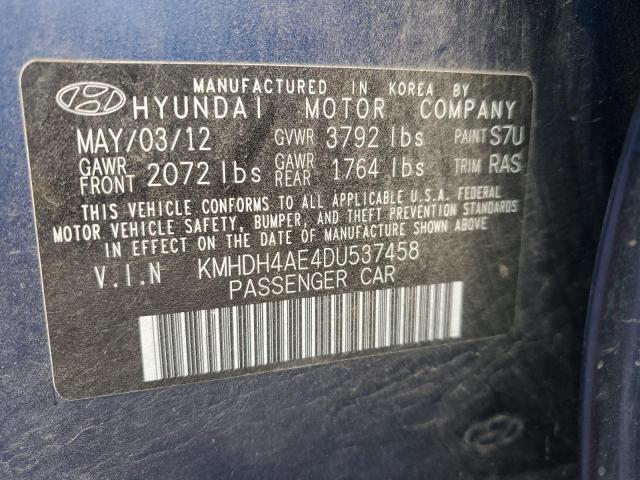 MANUFACTURED IN KOREA BY
HYUNDAI MOTOR COMPANY
MAY/03/12 GVWR 3792 lbs PAINT S7U
GAWR FRONT 2072 lbs GAWR REAR 1764 lbs TRIM RAS
THIS VEHICLE CONFORMS TO ALL APPLICABLE U.S.A. FEDERAL
MOTOR VEHICLE SAFETY, BUMPER, AND THEFT PREVENTION STANDARDS
IN EFFECT ON THE DATE OF MANUFACTURE SHOWN ABOVE
V.I.N KMHDH4AE4DU537458
PASSENGER CAR